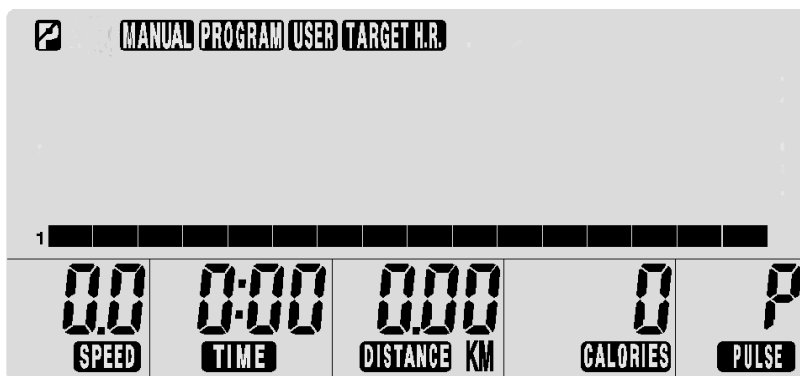 P MANUAL PROGRAM USER TARGET H.R.
1
0.0 0:00 0.00 0 P
SPEED TIME DISTANCE KM CALORIES PULSE